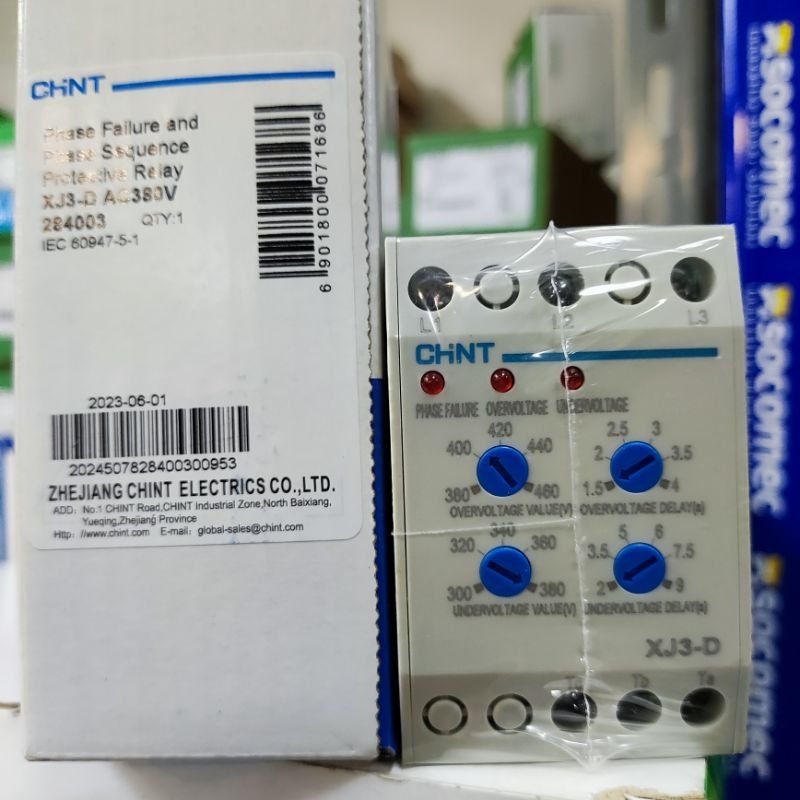 CHINT
Phase Failure and
Phase Ssquence
Protective Relay
XJ3-D AC380V
284003 QTY:1
IEC 60947-5-1
6 901800 071686
2023-06-01
2024507828400300953
ZHEJIANG CHINT ELECTRICS CO.,LTD.
ADD: No.1 CHINT Road,CHINT Industrial Zone,North Baixiang,
Yueqing,Zhejiang Province
Http: //www.chint.com E-mail: global-sales@chint.com
L1 L2 L3
CHINT
PHASE FAILURE OVERVOLTAGE UNDERVOLTAGE
380 400 420 440 460
OVERVOLTAGE VALUE(V)
1.5 2 2.5 3 3.5 4
OVERVOLTAGE DELAY(s)
300 320 340 360 380
UNDERVOLTAGE VALUE(V)
2 3.5 5 6 7.5 9
UNDERVOLTAGE DELAY(s)
XJ3-D
Tc Tb Ta
socomec
socomec
socomec